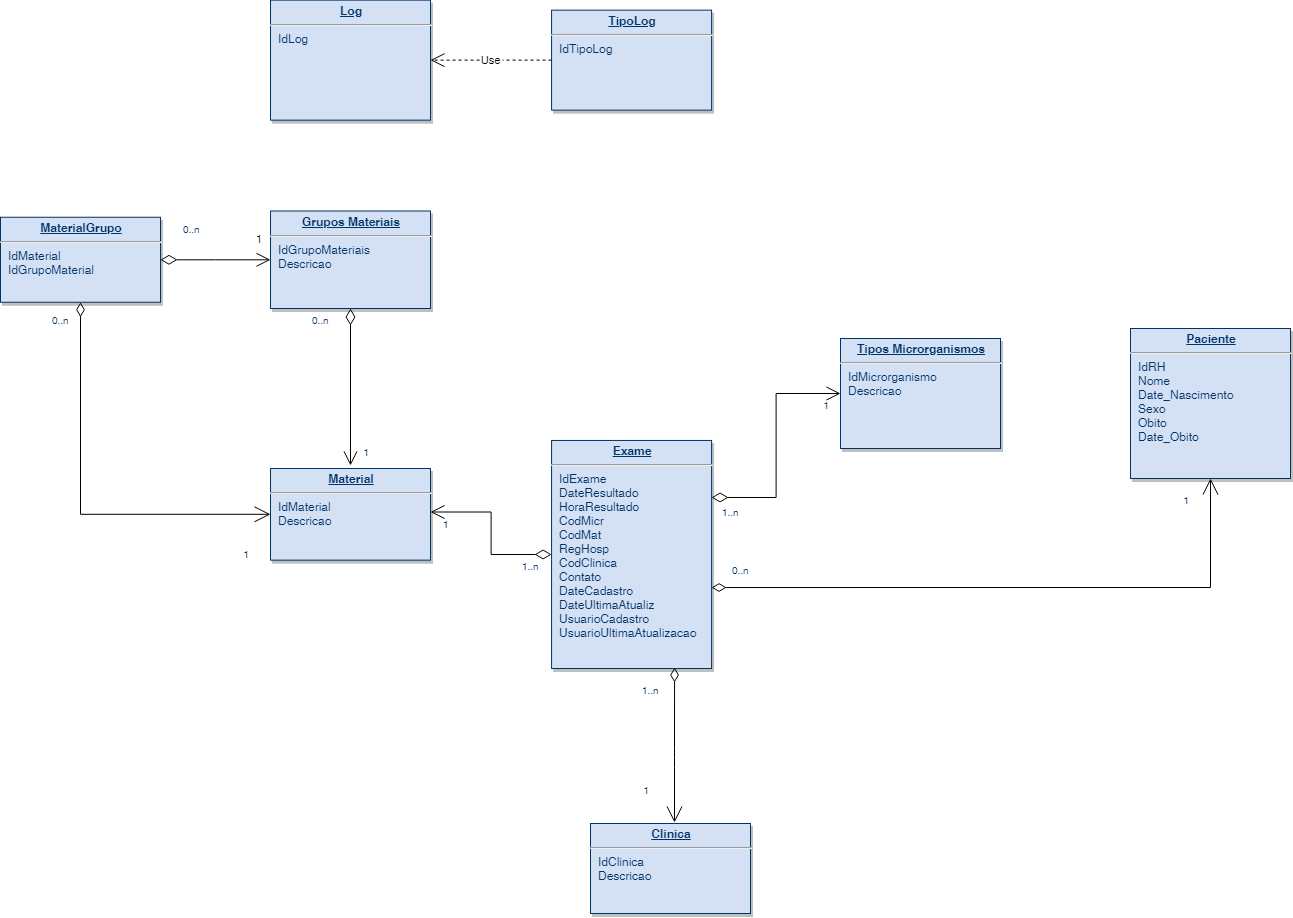 Log
IdLog
Use
TipoLog
IdTipoLog
MaterialGrupo
IdMaterial
IdGrupoMaterial
0..n
1
Grupos Materiais
IdGrupoMateriais
Descricao
0..n
0..n
1
Material
IdMaterial
Descricao
1
1
1..n
Exame
IdExame
DateResultado
HoraResultado
CodMicr
CodMat
RegHosp
CodClinica
Contato
DateCadastro
DateUltimaAtualiz
UsuarioCadastro
UsuarioUltimaAtualizacao
1..n
1
Tipos Microrganismos
IdMicrorganismo
Descricao
Paciente
IdRH
Nome
Date_Nascimento
Sexo
Obito
Date_Obito
1
0..n
1..n
1
Clinica
IdClinica
Descricao